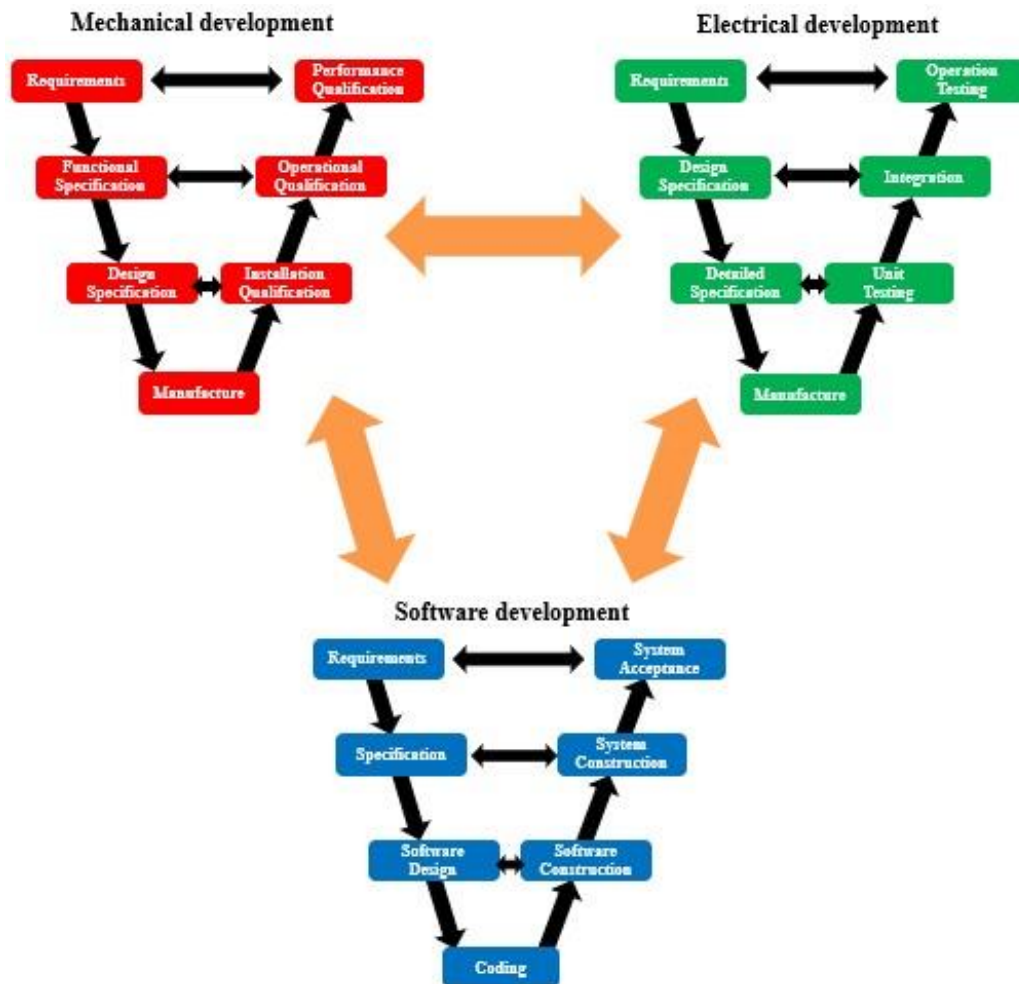 Mechanical development
Requirements
Performance
Qualification
Functional
Specification
Operational
Qualification
Design
Specification
Installation
Qualification
Manufacture
Electrical development
Requirements
Operation
Testing
Design
Specification
Integration
Detailed
Specification
Unit
Testing
Manufacture
Software development
Requirements
System
Acceptance
Specification
System
Construction
Software
Design
Software
Construction
Coding